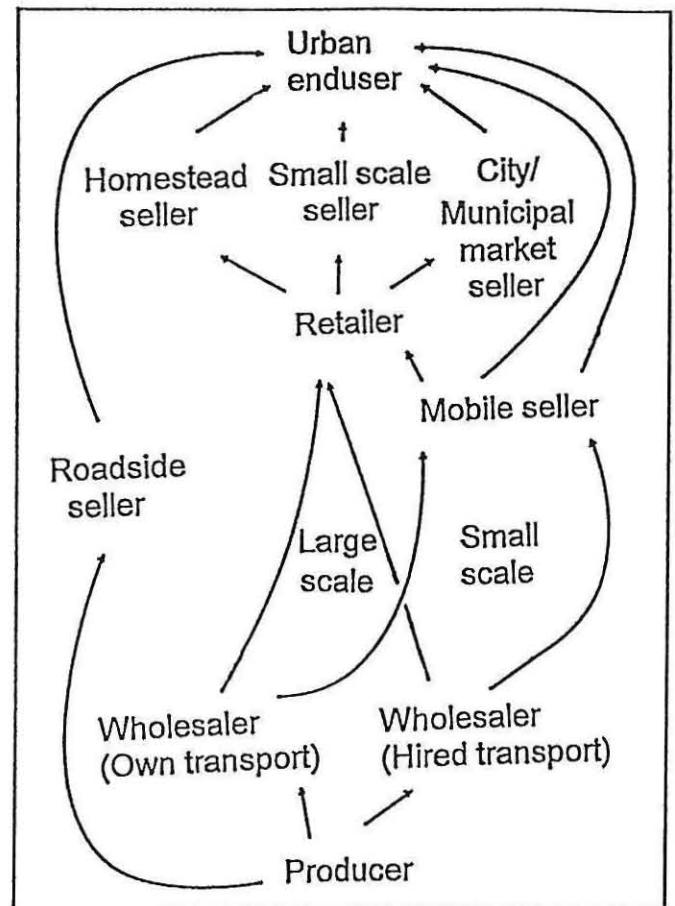 Urban
enduser
Homestead
seller
Small scale
seller
City/
Municipal
market
seller
Retailer
Mobile seller
Roadside
seller
Large
scale
Small
scale
Wholesaler
(Own transport)
Wholesaler
(Hired transport)
Producer